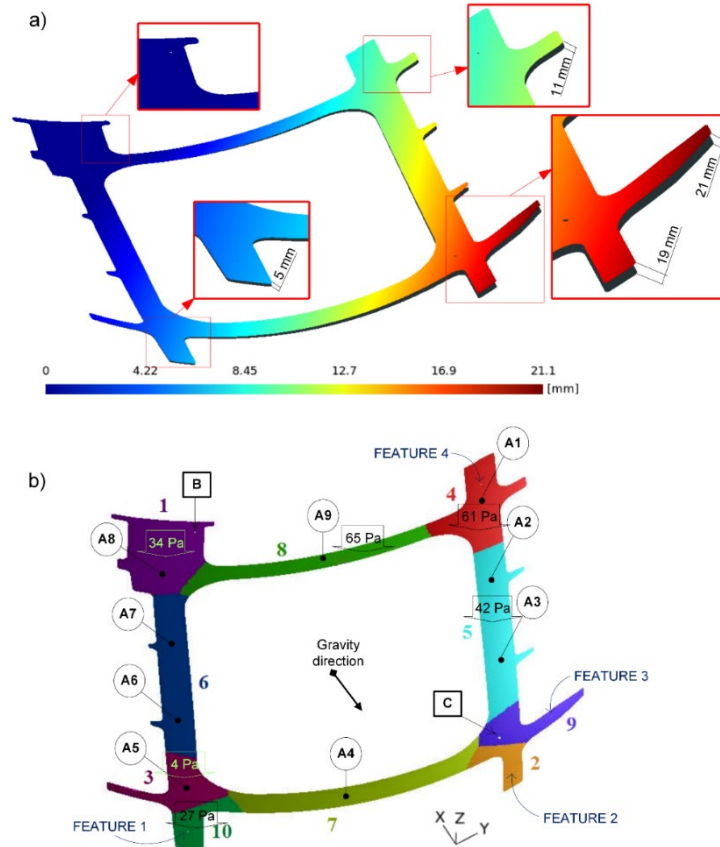 a)
11 mm
21 mm
19 mm
5 mm
0 4.22 8.45 12.7 16.9 21.1
[mm]
b)
A1
FEATURE 4
1
B
A9
4
61 Pa
A2
34 Pa
65 Pa
A8
8
42 Pa
A3
A7
5
Gravity
direction
A6
6
FEATURE 3
C
9
A5
4 Pa
3
A4
2
27 Pa
FEATURE 1
10
7
X Z Y
FEATURE 2